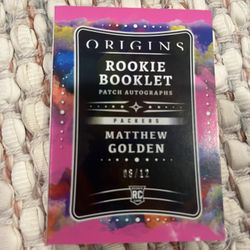 ORIGINS
ROOKIE
BOOKLET
PATCH AUTOGRAPHS
PACKERS
MATTHEW
GOLDEN
08/12
RC